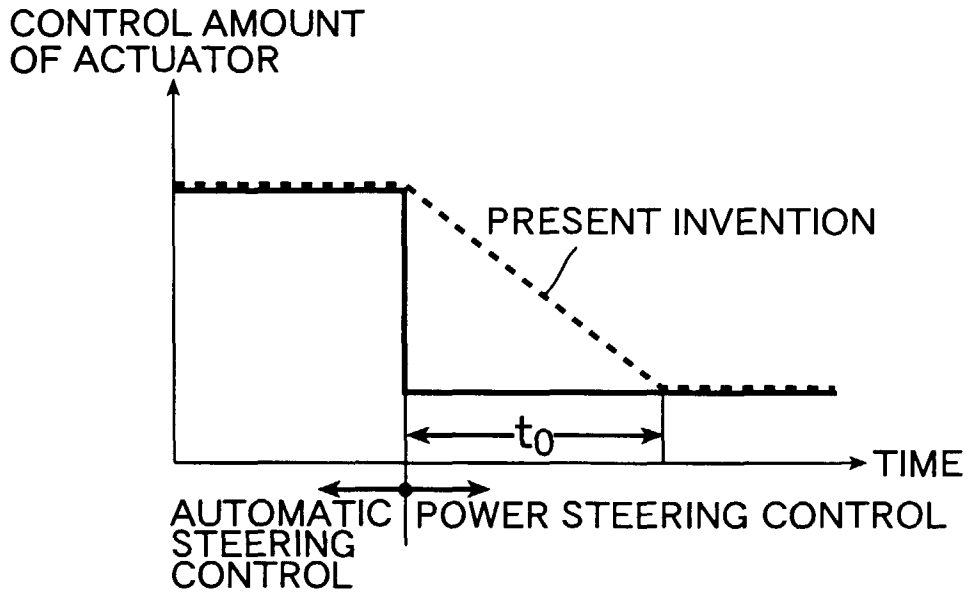 CONTROL AMOUNT
OF ACTUATOR
PRESENT INVENTION
t0
TIME
AUTOMATIC
STEERING
CONTROL
POWER STEERING CONTROL